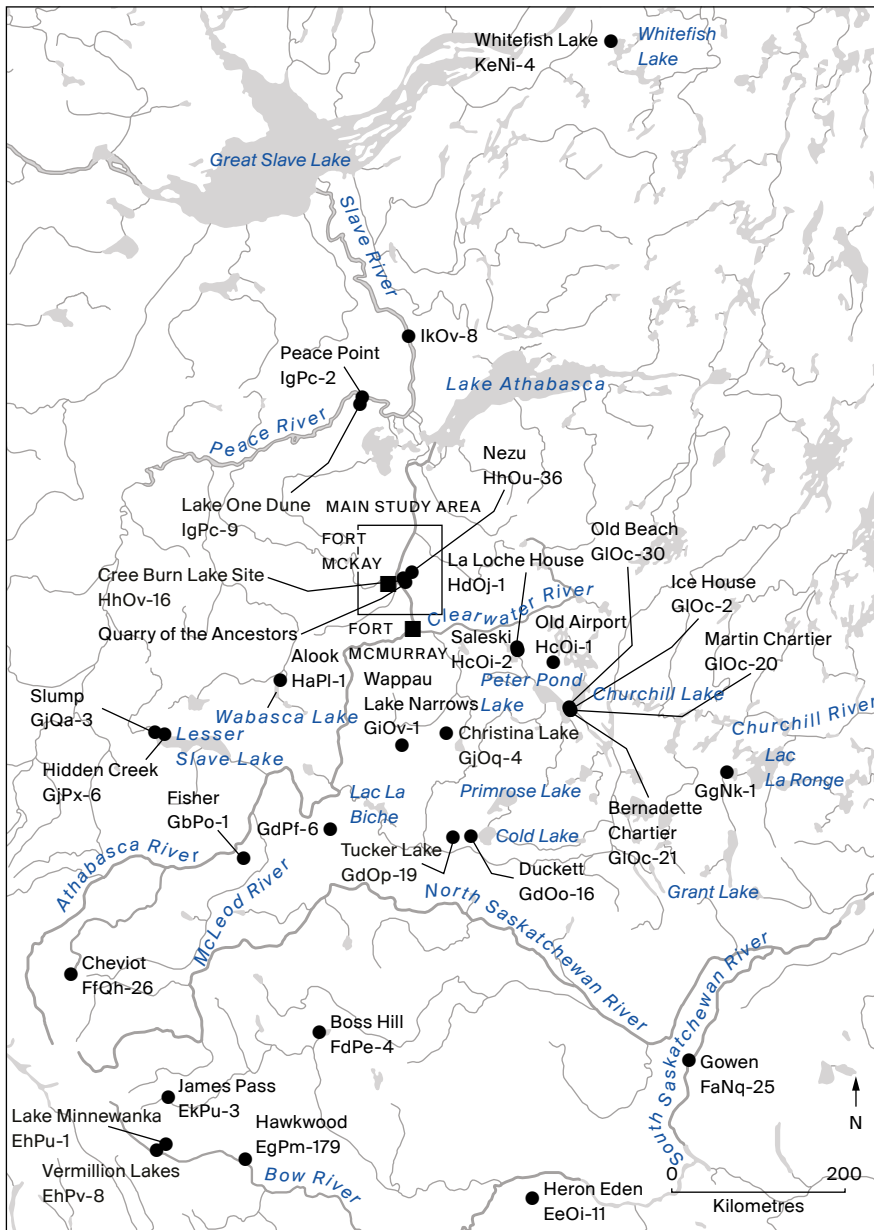 Whitefish Lake
KeNi-4
Whitefish
Lake
Great Slave Lake
Slave River
IkOv-8
Peace Point
IgPc-2
Lake Athabasca
Peace River
Nezu
HhOu-36
Lake One Dune
IgPc-9
MAIN STUDY AREA
Old Beach
GlOc-30
FORT
MCKAY
La Loche House
HdOj-1
Ice House
GlOc-2
Cree Burn Lake Site
HhOv-16
Clearwater River
Old Airport
HcOi-1
Martin Chartier
GlOc-20
Quarry of the Ancestors
FORT
MCMURRAY
Saleski
HcOi-2
Alook
HaPl-1
Wappau
Lake Narrows
GiOv-1
Peter Pond
Lake
Churchill Lake
Slump
GjQa-3
Wabasca Lake
Churchill River
Lesser
Slave Lake
Christina Lake
GjOq-4
Lac
La Ronge
Hidden Creek
GjPx-6
GgNk-1
Fisher
GbPo-1
GdPf-6
Lac La
Biche
Primrose Lake
Bernadette
Chartier
GlOc-21
Cold Lake
Athabasca River
Tucker Lake
GdOp-19
Duckett
GdOo-16
Grant Lake
McLeod River
North Saskatchewan River
Cheviot
FfQh-26
South Saskatchewan River
Boss Hill
FdPe-4
Gowen
FaNq-25
James Pass
EkPu-3
N
Lake Minnewanka
EhPu-1
Hawkwood
EgPm-179
Vermillion Lakes
EhPv-8
Bow River
Heron Eden
EeOi-11
0 200
Kilometres